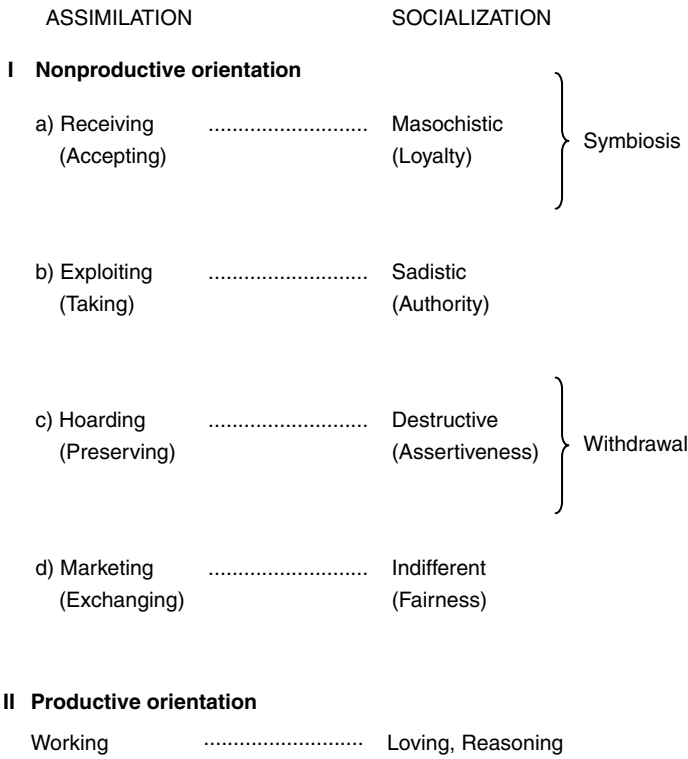 ASSIMILATION SOCIALIZATION
I Nonproductive orientation
a) Receiving .......................... Masochistic
(Accepting) (Loyalty)
Symbiosis
b) Exploiting .......................... Sadistic
(Taking) (Authority)
c) Hoarding .......................... Destructive
(Preserving) (Assertiveness)
Withdrawal
d) Marketing .......................... Indifferent
(Exchanging) (Fairness)
II Productive orientation
Working .......................... Loving, Reasoning